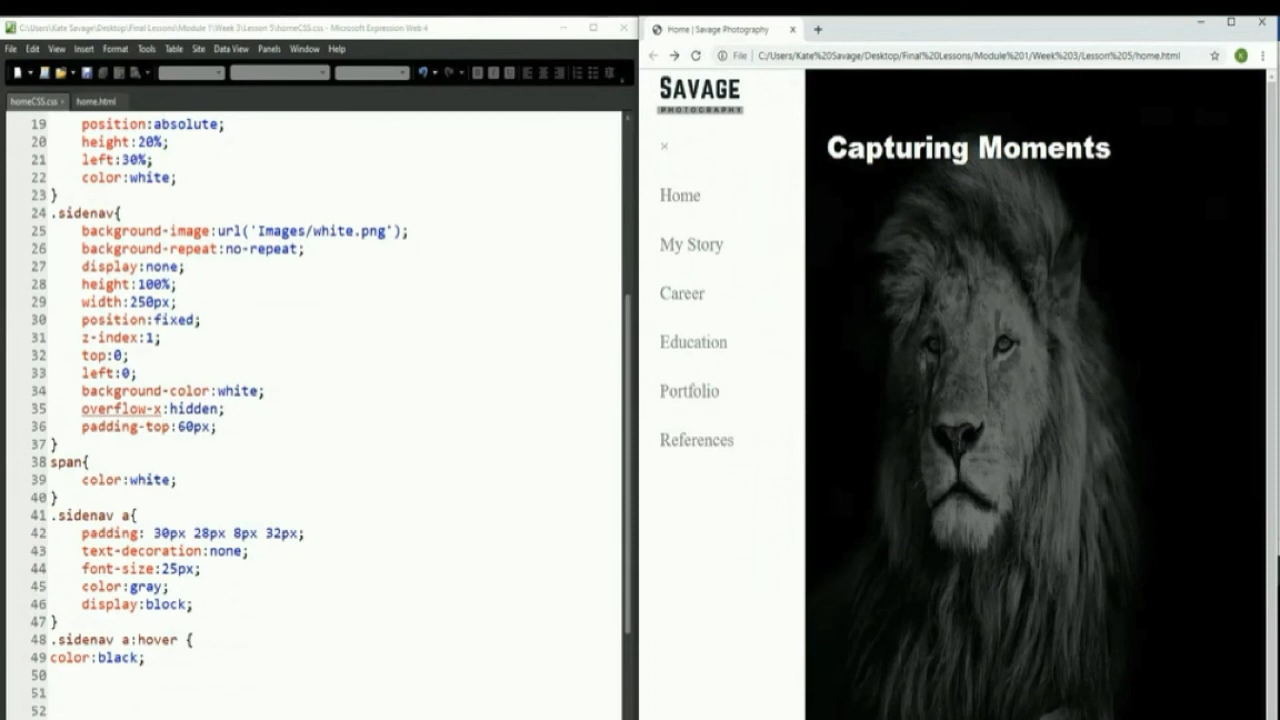 C:\Users\Kate Savage\Desktop\Final Lessons\Module 1\Week 3\Lesson 5\homeCSS.css - Microsoft Expression Web 4
File Edit View Insert Format Tools Table Site Data View Panels Window Help
homeCSS.css × home.html
19 position:absolute;
20 height:20%;
21 left:30%;
22 color:white;
23 }
24 .sidenav{
25 background-image:url('Images/white.png');
26 background-repeat:no-repeat;
27 display:none;
28 height:100%;
29 width:250px;
30 position:fixed;
31 z-index:1;
32 top:0;
33 left:0;
34 background-color:white;
35 overflow-x:hidden;
36 padding-top:60px;
37 }
38 span{
39 color:white;
40 }
41 .sidenav a{
42 padding: 30px 28px 8px 32px;
43 text-decoration:none;
44 font-size:25px;
45 color:gray;
46 display:block;
47 }
48 .sidenav a:hover {
49 color:black;
50
51
52
Home | Savage Photography
File C:/Users/Kate%20Savage/Desktop/Final%20Lessons/Module%201/Week%203/Lesson%205/home.html
SAVAGE
PHOTOGRAPHY
×
Home
My Story
Career
Education
Portfolio
References
Capturing Moments